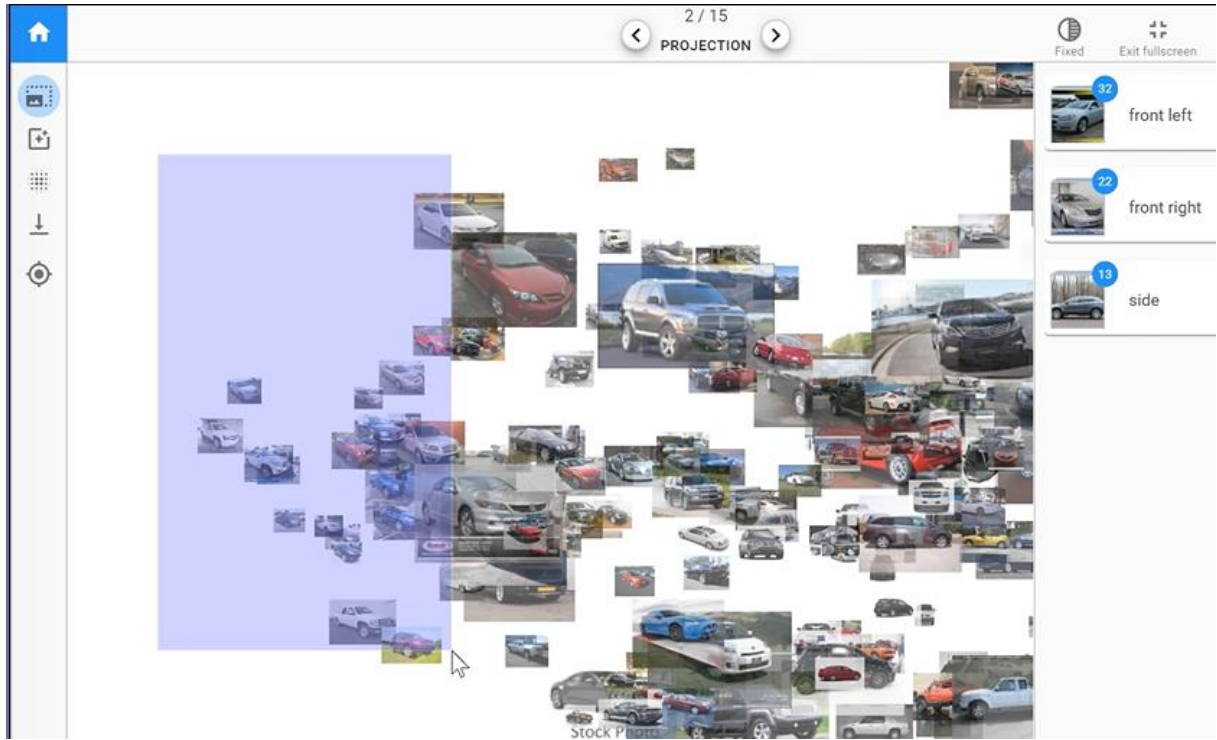 2 / 15
PROJECTION
Fixed
Exit fullscreen
32
front left
22
front right
13
side
Stock Photo